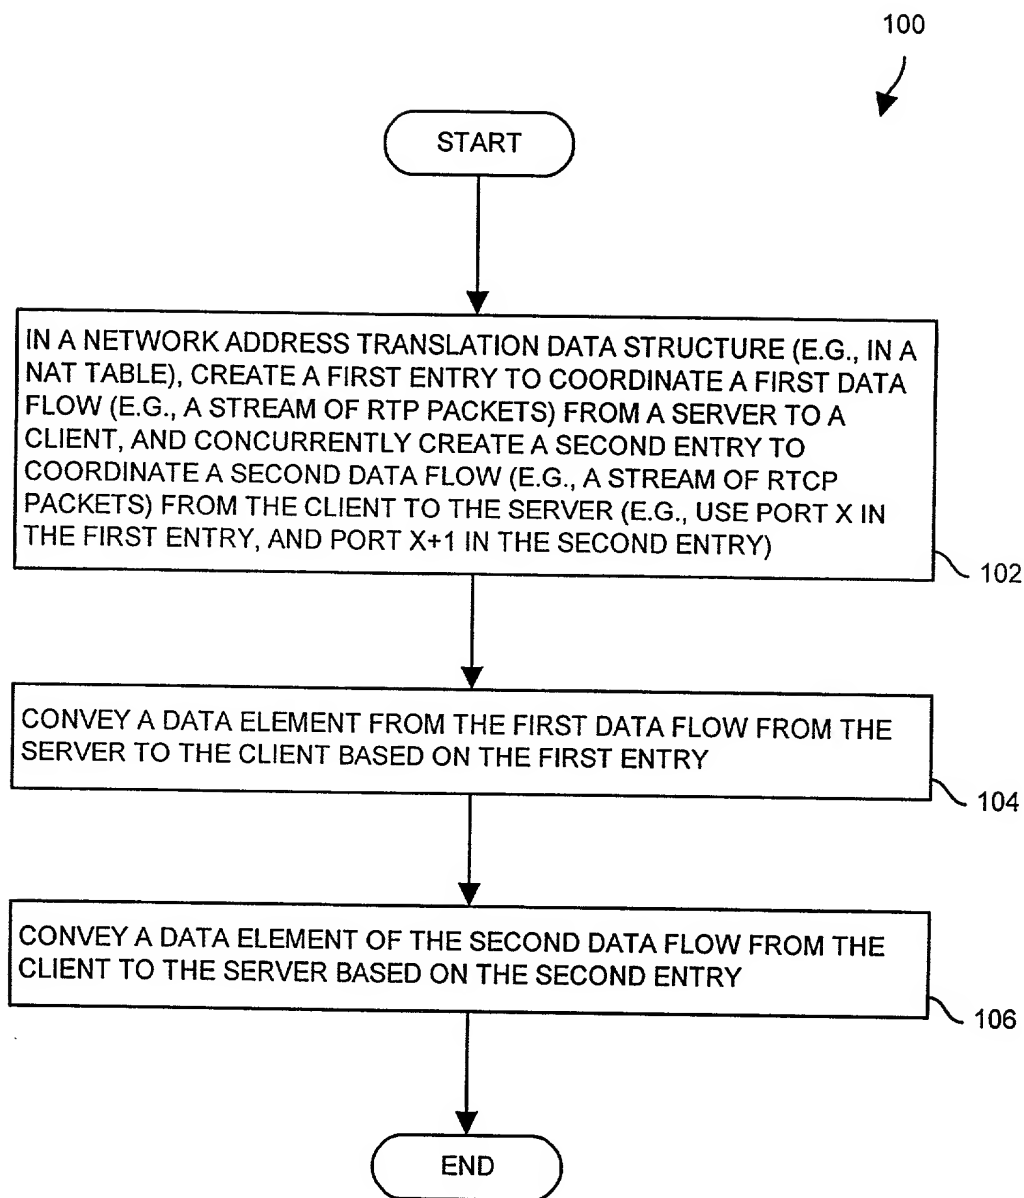 100
START
IN A NETWORK ADDRESS TRANSLATION DATA STRUCTURE (E.G., IN A
NAT TABLE), CREATE A FIRST ENTRY TO COORDINATE A FIRST DATA
FLOW (E.G., A STREAM OF RTP PACKETS) FROM A SERVER TO A
CLIENT, AND CONCURRENTLY CREATE A SECOND ENTRY TO
COORDINATE A SECOND DATA FLOW (E.G., A STREAM OF RTCP
PACKETS) FROM THE CLIENT TO THE SERVER (E.G., USE PORT X IN
THE FIRST ENTRY, AND PORT X+1 IN THE SECOND ENTRY)
102
CONVEY A DATA ELEMENT FROM THE FIRST DATA FLOW FROM THE
SERVER TO THE CLIENT BASED ON THE FIRST ENTRY
104
CONVEY A DATA ELEMENT OF THE SECOND DATA FLOW FROM THE
CLIENT TO THE SERVER BASED ON THE SECOND ENTRY
106
END